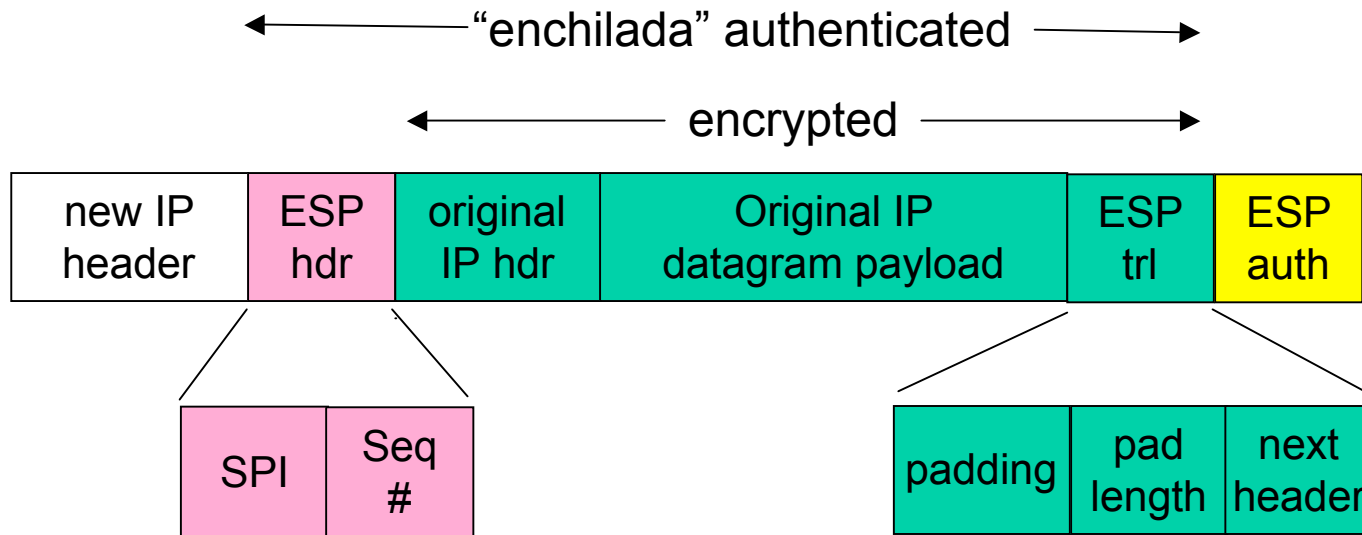 “enchilada” authenticated
encrypted
new IP
header
ESP
hdr
original
IP hdr
Original IP
datagram payload
ESP
trl
ESP
auth
SPI
Seq
#
padding
pad
length
next
header